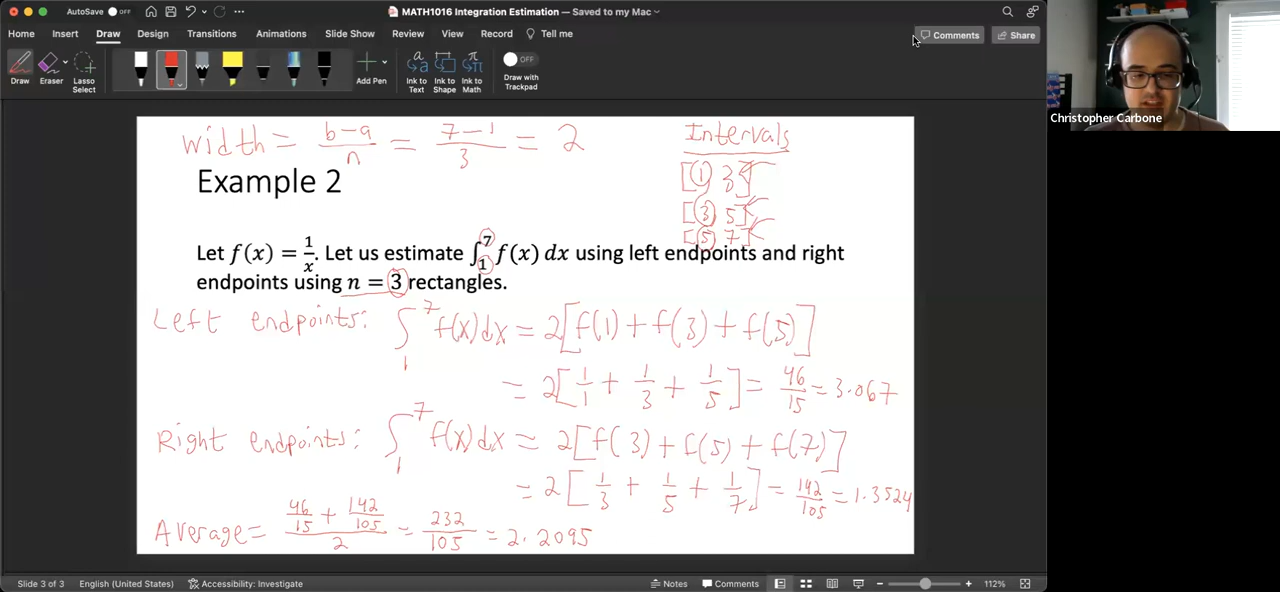 AutoSave OFF ··· MATH1016 Integration Estimation — Saved to my Mac
Home Insert Draw Design Transitions Animations Slide Show Review View Record Tell me Comments Share
Draw Eraser Lasso Select Add Pen Ink to Text Ink to Shape Ink to Math OFF Draw with Trackpad
Christopher Carbone
width = b-a/n = 7-1/3 = 2
Intervals
[1, 3]
[3, 5]
[5, 7]
Example 2
Let f(x) = 1/x. Let us estimate ∫₁⁷ f(x) dx using left endpoints and right
endpoints using n = 3 rectangles.
Left endpoints: ∫₁⁷ f(x)dx = 2[f(1) + f(3) + f(5)]
= 2[1/1 + 1/3 + 1/5] = 46/15 = 3.067
Right endpoints: ∫₁⁷ f(x)dx = 2[f(3) + f(5) + f(7)]
= 2[1/3 + 1/5 + 1/7] = 142/105 = 1.3524
Average = (46/15 + 142/105)/2 = 232/105 = 2.2095
Slide 3 of 3 English (United States) Accessibility: Investigate Notes Comments 112%